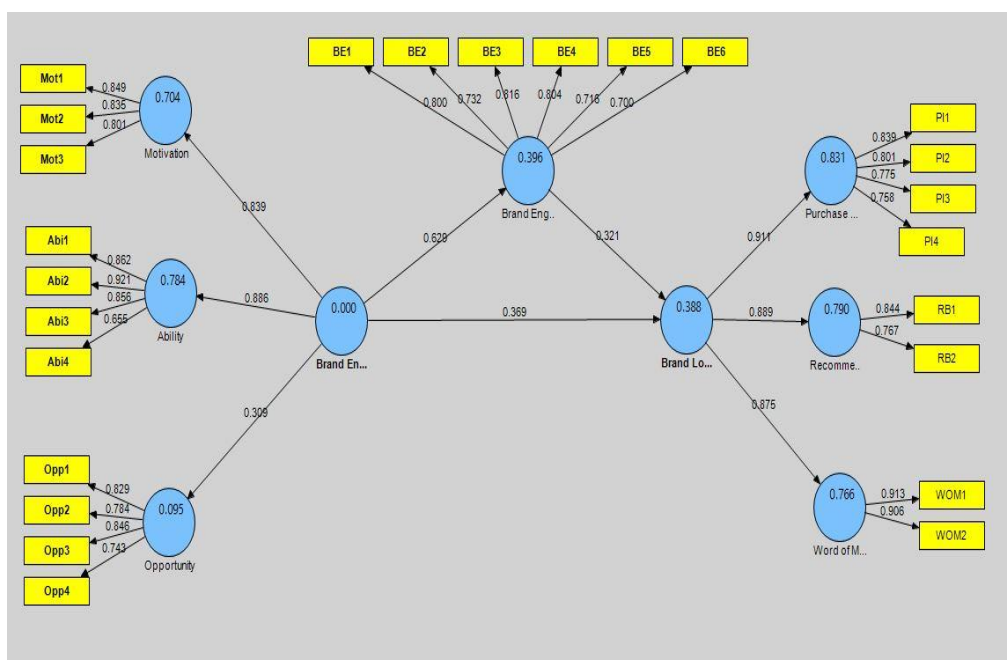 BE1
BE2
BE3
BE4
BE5
BE6
0.800
0.732
0.816
0.804
0.716
0.700
0.396
Brand Eng..
Mot1
Mot2
Mot3
0.849
0.835
0.801
0.704
Motivation
0.839
Abi1
Abi2
Abi3
Abi4
0.862
0.921
0.856
0.655
0.784
Ability
0.886
Opp1
Opp2
Opp3
Opp4
0.829
0.784
0.846
0.743
0.095
Opportunity
0.309
0.000
Brand En...
0.629
0.369
0.321
0.388
Brand Lo...
0.911
0.889
0.875
0.831
Purchase ...
0.839
0.801
0.775
0.758
PI1
PI2
PI3
PI4
0.790
Recomme..
0.844
0.767
RB1
RB2
0.766
Word of M...
0.913
0.906
WOM1
WOM2